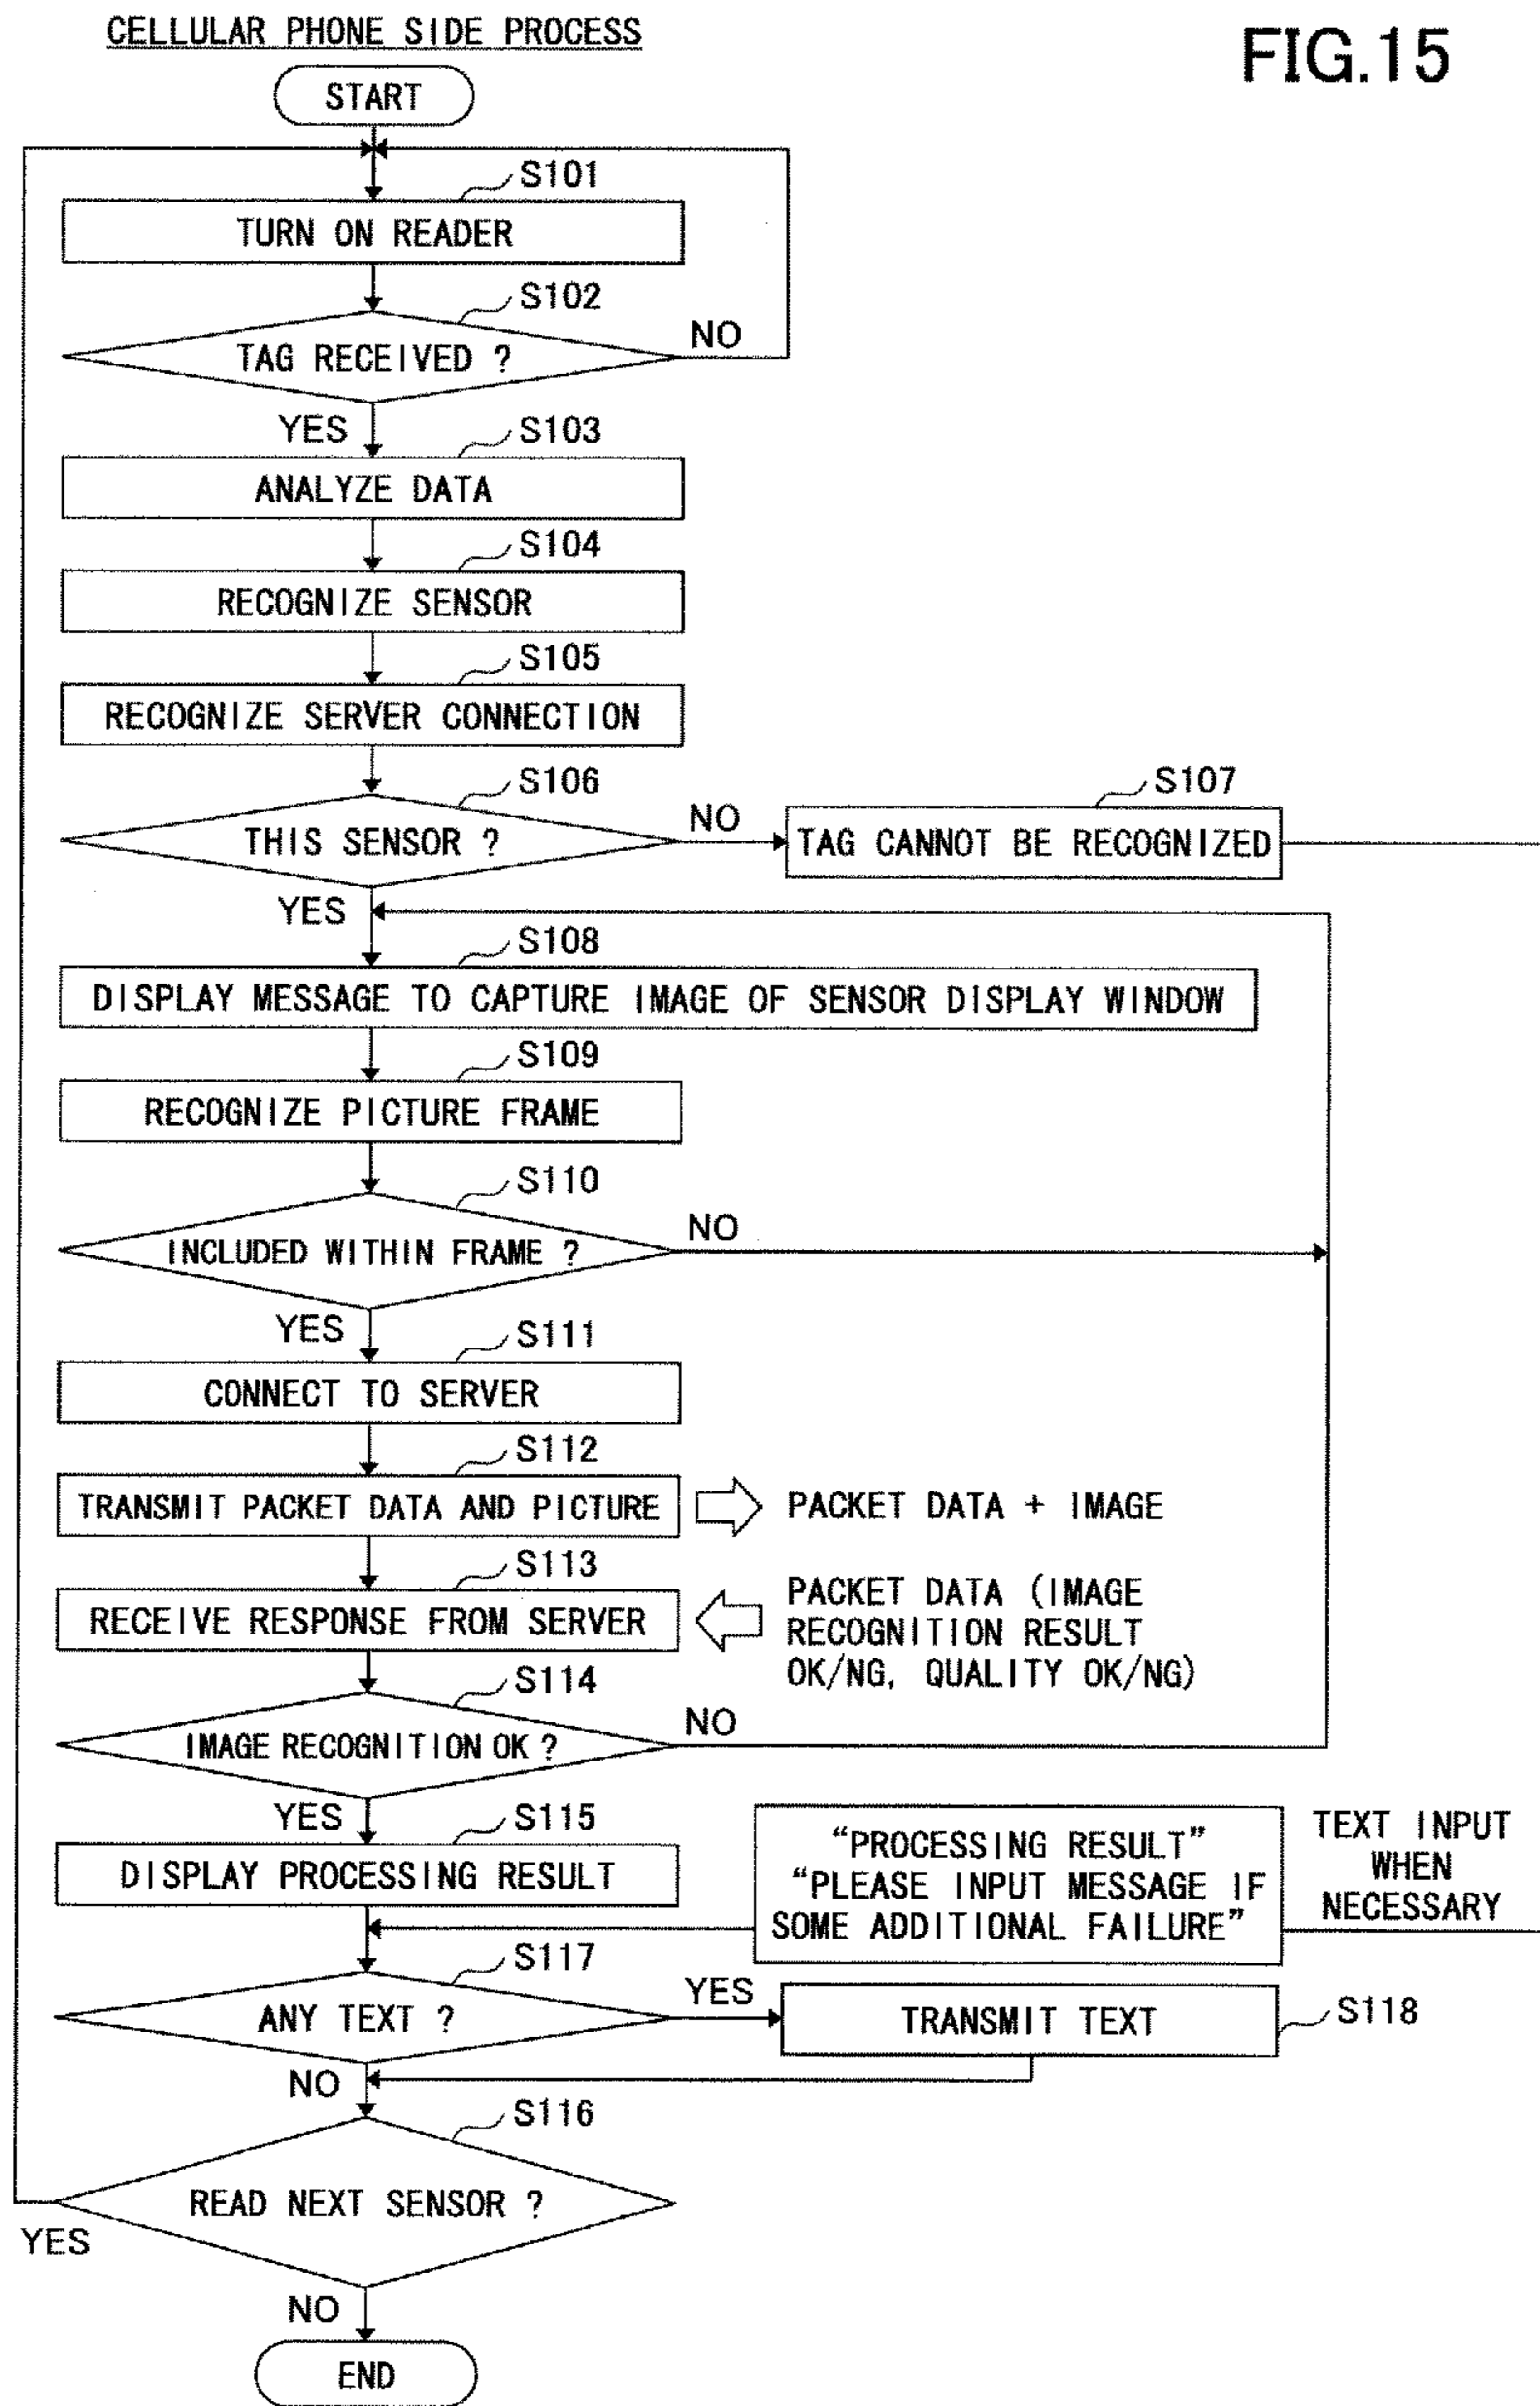 CELLULAR PHONE SIDE PROCESS
FIG.15
START
S101
TURN ON READER
S102
TAG RECEIVED ?
NO
YES
S103
ANALYZE DATA
S104
RECOGNIZE SENSOR
S105
RECOGNIZE SERVER CONNECTION
S106
THIS SENSOR ?
NO
S107
TAG CANNOT BE RECOGNIZED
YES
S108
DISPLAY MESSAGE TO CAPTURE IMAGE OF SENSOR DISPLAY WINDOW
S109
RECOGNIZE PICTURE FRAME
S110
INCLUDED WITHIN FRAME ?
NO
YES
S111
CONNECT TO SERVER
S112
TRANSMIT PACKET DATA AND PICTURE
PACKET DATA + IMAGE
S113
RECEIVE RESPONSE FROM SERVER
PACKET DATA (IMAGE
RECOGNITION RESULT
OK/NG, QUALITY OK/NG)
S114
IMAGE RECOGNITION OK ?
NO
YES
S115
DISPLAY PROCESSING RESULT
“PROCESSING RESULT”
“PLEASE INPUT MESSAGE IF
SOME ADDITIONAL FAILURE”
TEXT INPUT
WHEN
NECESSARY
S117
ANY TEXT ?
YES
TRANSMIT TEXT
S118
NO
S116
READ NEXT SENSOR ?
YES
NO
END